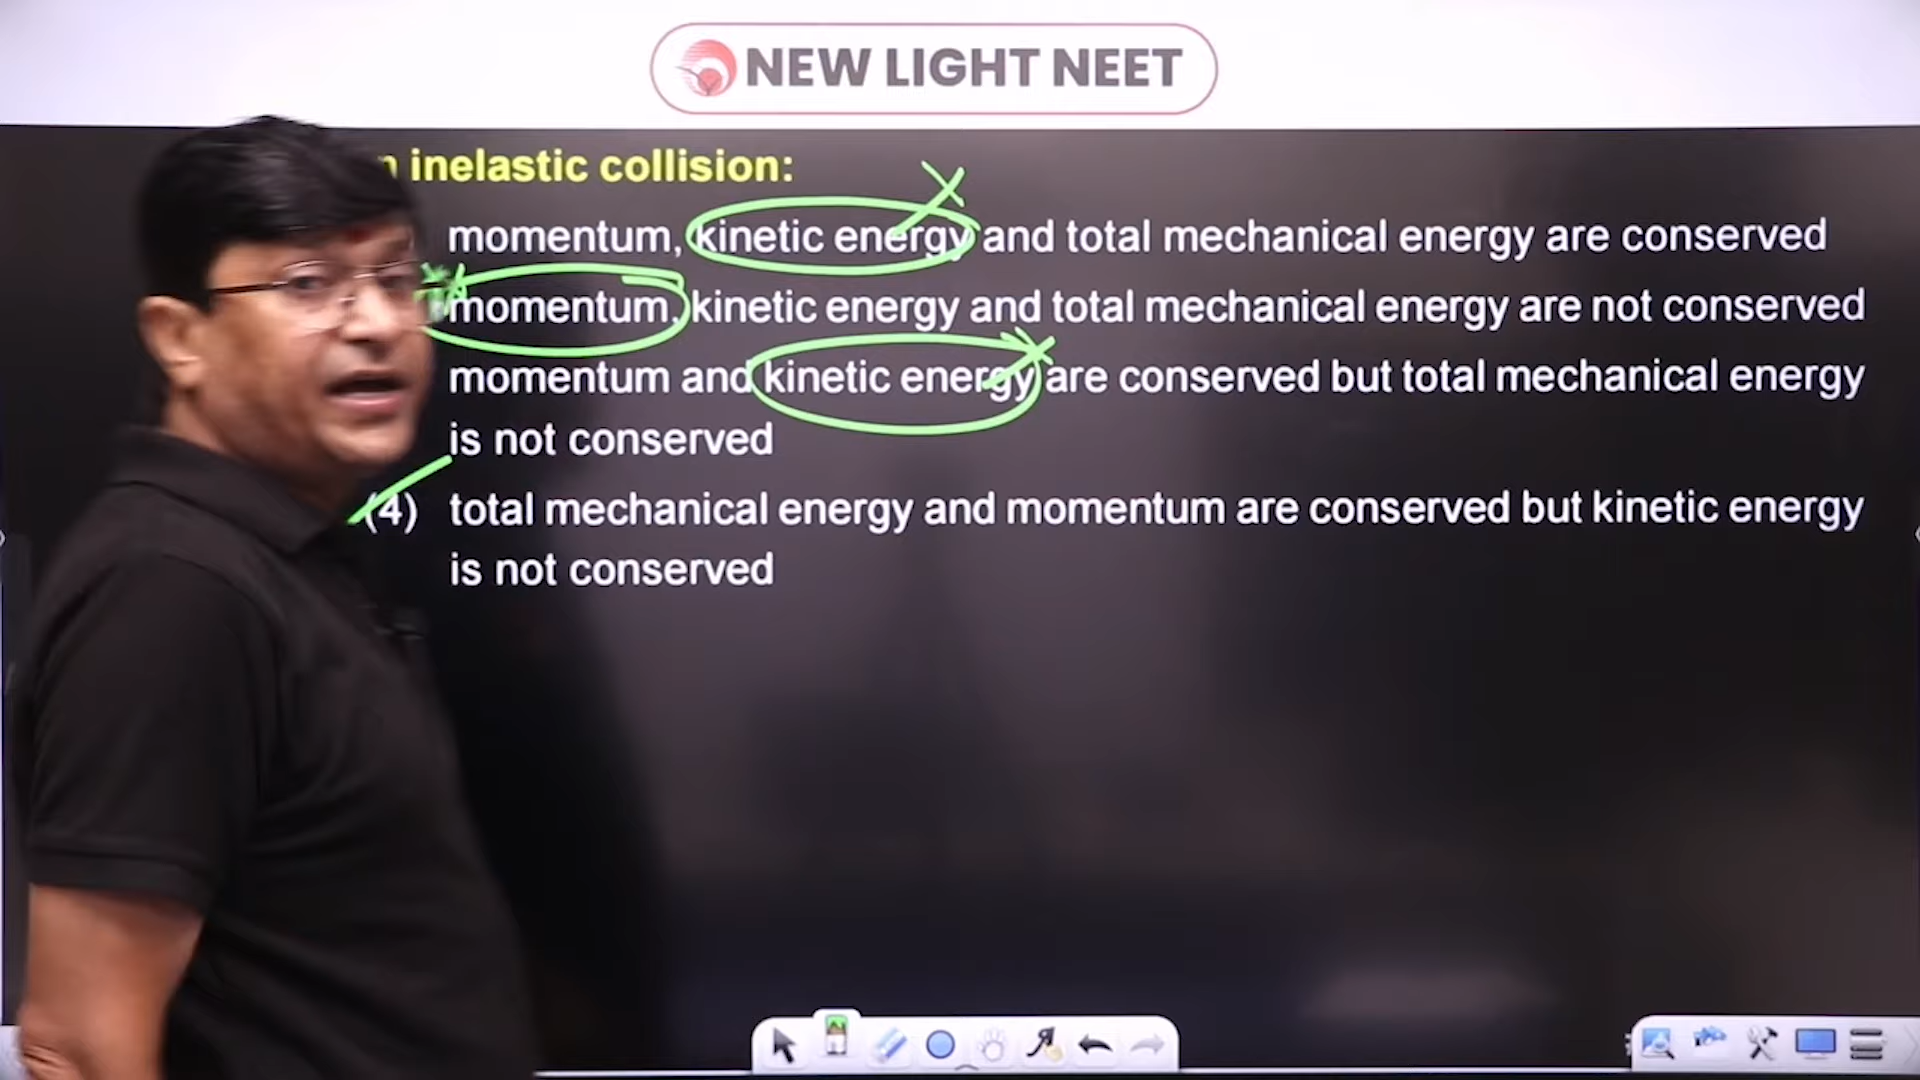 NEW LIGHT NEET
inelastic collision:
momentum, kinetic energy and total mechanical energy are conserved
momentum, kinetic energy and total mechanical energy are not conserved
momentum and kinetic energy are conserved but total mechanical energy
is not conserved
(4) total mechanical energy and momentum are conserved but kinetic energy
is not conserved